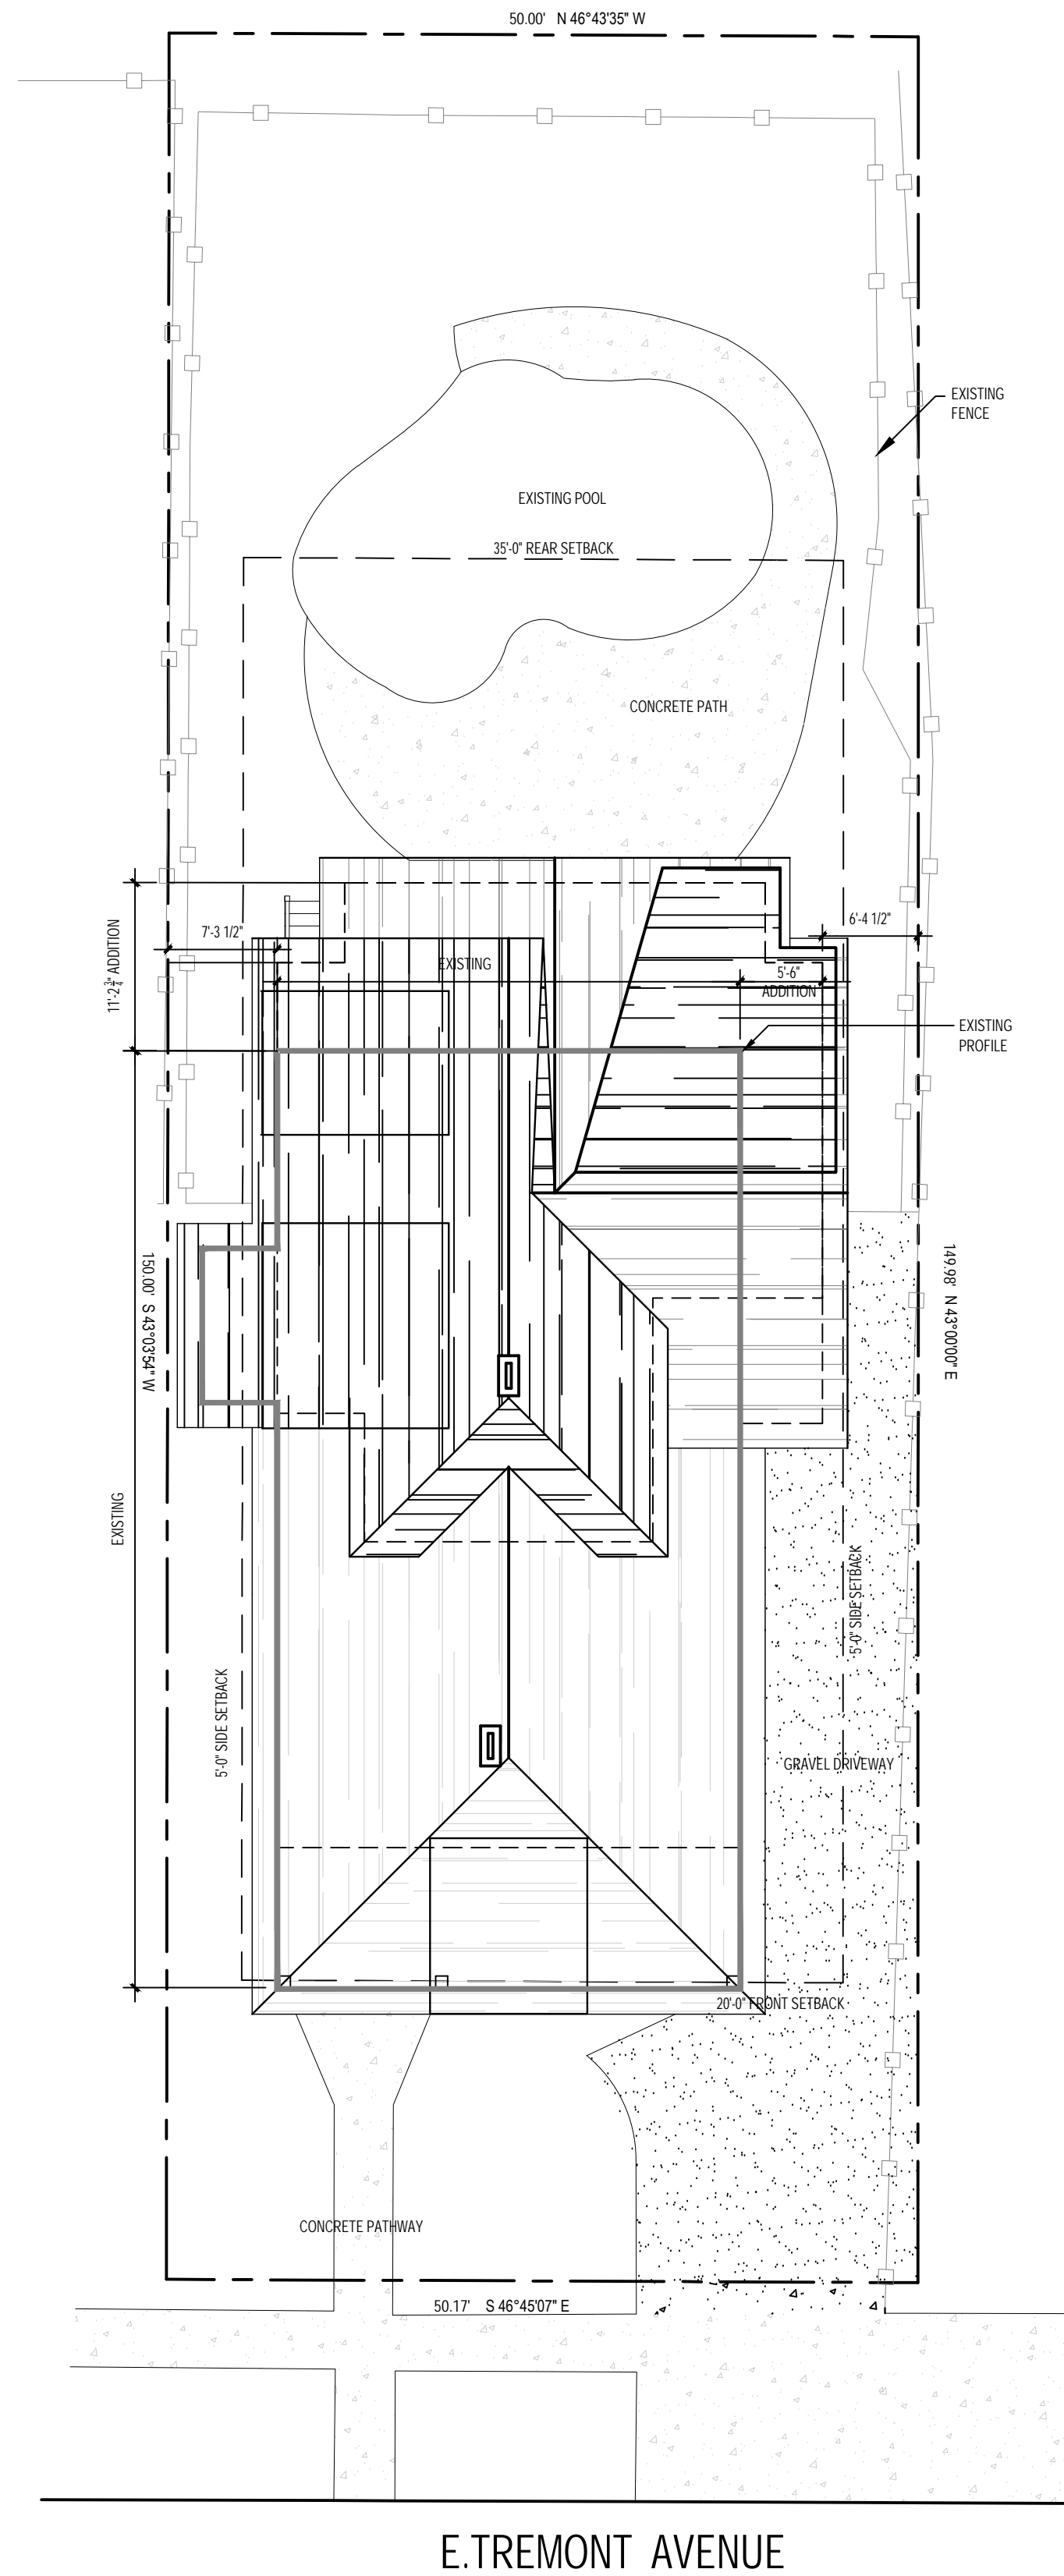 50.00' N 46°43'35" W
EXISTING
FENCE
EXISTING POOL
35'-0" REAR SETBACK
CONCRETE PATH
11'-2 3/4" ADDITION
7'-3 1/2"
6'-4 1/2"
EXISTING
5'-6"
ADDITION
EXISTING
PROFILE
150.00' S 43°03'54" W
149.98' N 43°00'00" E
EXISTING
5'-0" SIDE SETBACK
5'-0" SIDE SETBACK
GRAVEL DRIVEWAY
20'-0" FRONT SETBACK
CONCRETE PATHWAY
50.17' S 46°45'07" E
E.TREMONT AVENUE